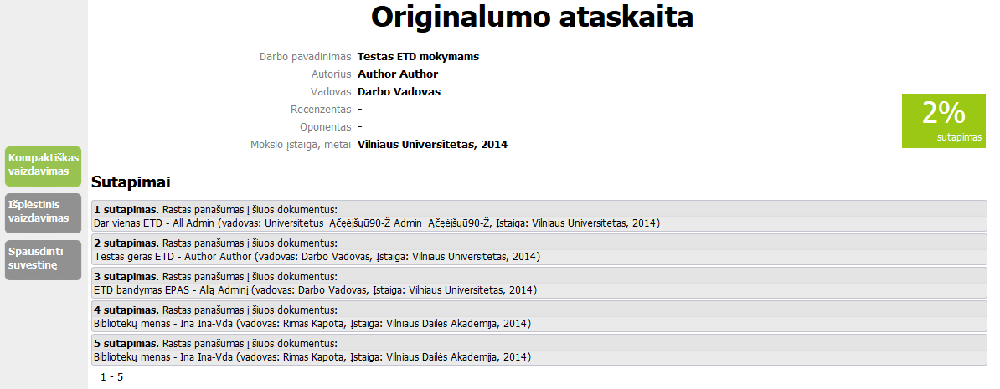 Originalumo ataskaita
Darbo pavadinimas Testas ETD mokymams
Autorius Author Author
Vadovas Darbo Vadovas
Recenzentas -
Oponentas -
Mokslo įstaiga, metai Vilniaus Universitetas, 2014
2%
sutapimas
Kompaktiškas
vaizdavimas
Išplėstinis
vaizdavimas
Spausdinti
suvestinę
Sutapimai
1 sutapimas. Rastas panašumas į šiuos dokumentus:
Dar vienas ETD - All Admin (vadovas: Universitetus_Ąčęėįšųū90-Ž Admin_Ąčęėįšųū90-Ž, Įstaiga: Vilniaus Universitetas, 2014)
2 sutapimas. Rastas panašumas į šiuos dokumentus:
Testas geras ETD - Author Author (vadovas: Darbo Vadovas, Įstaiga: Vilniaus Universitetas, 2014)
3 sutapimas. Rastas panašumas į šiuos dokumentus:
ETD bandymas EPAS - Allą Adminį (vadovas: Darbo Vadovas, Įstaiga: Vilniaus Universitetas, 2014)
4 sutapimas. Rastas panašumas į šiuos dokumentus:
Bibliotekų menas - Ina Ina-Vda (vadovas: Rimas Kapota, Įstaiga: Vilniaus Dailės Akademija, 2014)
5 sutapimas. Rastas panašumas į šiuos dokumentus:
Bibliotekų menas - Ina Ina-Vda (vadovas: Rimas Kapota, Įstaiga: Vilniaus Dailės Akademija, 2014)
1 - 5